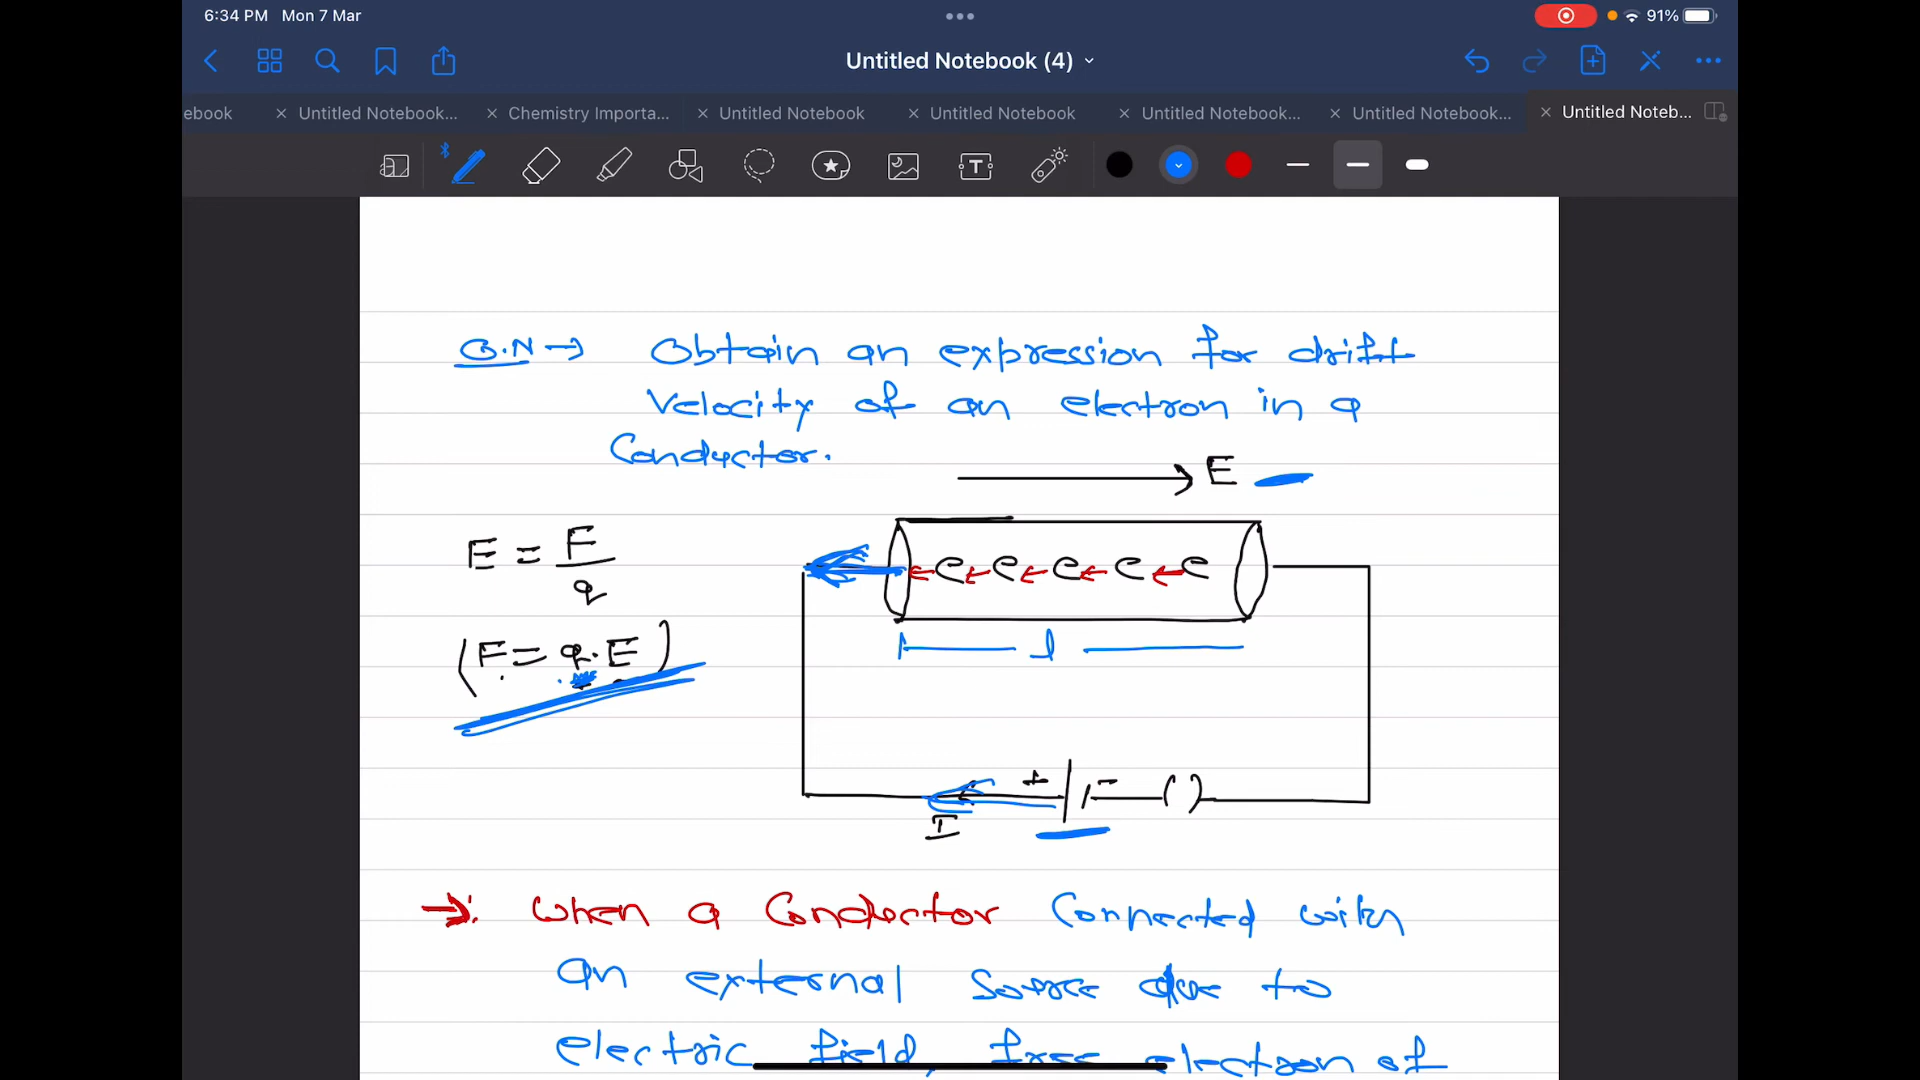 6:34 PM Mon 7 Mar
91%
Untitled Notebook (4)
ebook
Untitled Notebook...
Chemistry Importa...
Untitled Notebook
Untitled Notebook
Untitled Notebook...
Untitled Notebook...
Untitled Noteb...
T
Q.N → Obtain an expression for drift
velocity of an electron in a
Conductor.
→ E
E = F/q
e e e e e
(F = q.E)
l
+ - ( )
I
→: When a Conductor Connected with
an external Source due to
electric field, free electron of